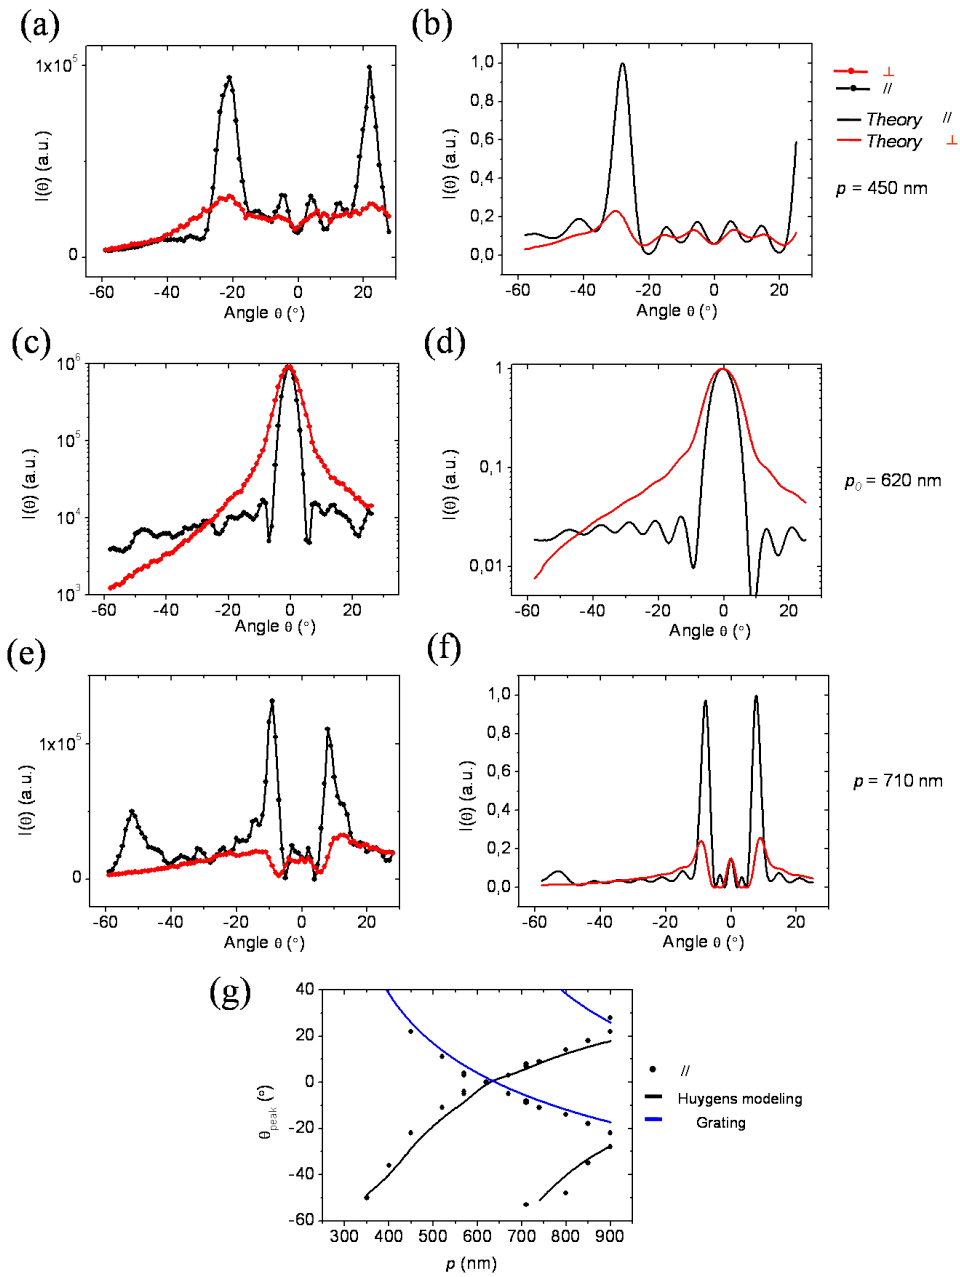 (a)
1x10⁵
0
I(θ) (a.u.)
-60 -40 -20 0 20
Angle θ (°)
(b)
1,0
0,8
0,6
0,4
0,2
0,0
I(θ) (a.u.)
-60 -40 -20 0 20
Angle θ (°)
⊥
//
Theory //
Theory ⊥
p = 450 nm
(c)
10⁶
10⁵
10⁴
10³
I(θ) (a.u.)
-60 -40 -20 0 20
Angle θ (°)
(d)
1
0,1
0,01
I(θ) (a.u.)
-60 -40 -20 0 20
Angle θ (°)
p₀ = 620 nm
(e)
1x10⁵
0
I(θ) (a.u.)
-60 -40 -20 0 20
Angle θ (°)
(f)
1,0
0,8
0,6
0,4
0,2
0,0
I(θ) (a.u.)
-60 -40 -20 0 20
Angle θ (°)
p = 710 nm
(g)
40
20
0
-20
-40
-60
θpeak (°)
300 400 500 600 700 800 900
p (nm)
//
Huygens modeling
Grating